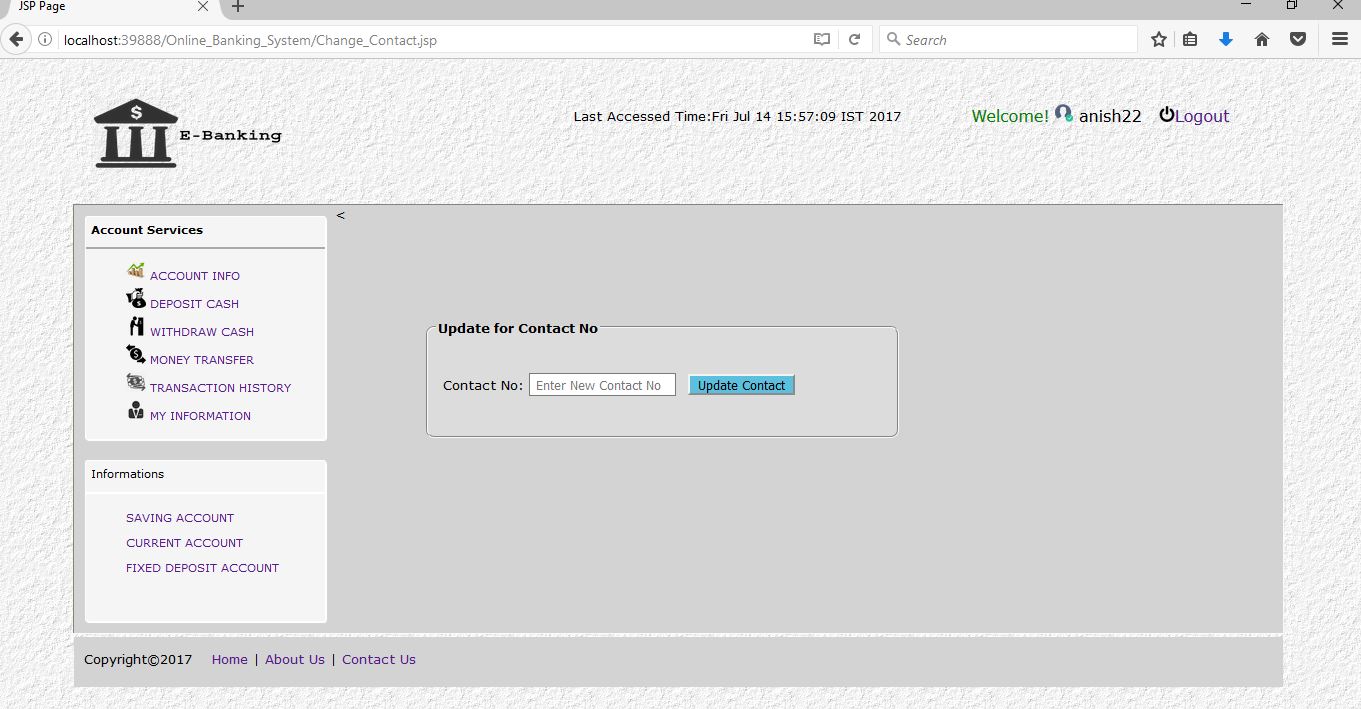 JSP Page
localhost:39888/Online_Banking_System/Change_Contact.jsp
Search
$
E-Banking
Last Accessed Time:Fri Jul 14 15:57:09 IST 2017
Welcome! anish22 Logout
<
Account Services
ACCOUNT INFO
DEPOSIT CASH
WITHDRAW CASH
MONEY TRANSFER
TRANSACTION HISTORY
MY INFORMATION
Informations
SAVING ACCOUNT
CURRENT ACCOUNT
FIXED DEPOSIT ACCOUNT
Update for Contact No
Contact No: Enter New Contact No Update Contact
Copyright©2017 Home | About Us | Contact Us